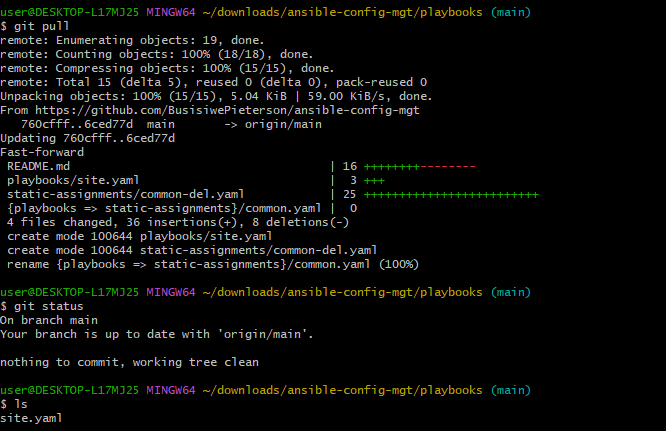 user@DESKTOP-L17MJ25 MINGW64 ~/downloads/ansible-config-mgt/playbooks (main)
$ git pull
remote: Enumerating objects: 19, done.
remote: Counting objects: 100% (18/18), done.
remote: Compressing objects: 100% (15/15), done.
remote: Total 15 (delta 5), reused 0 (delta 0), pack-reused 0
Unpacking objects: 100% (15/15), 5.04 KiB | 59.00 KiB/s, done.
From https://github.com/BusisiwePieterson/ansible-config-mgt
   760cfff..6ced77d  main       -> origin/main
Updating 760cfff..6ced77d
Fast-forward
 README.md                                      | 16 ++++++++--------
 playbooks/site.yaml                            |  3 +++
 static-assignments/common-del.yaml             | 25 +++++++++++++++++++++++++
 {playbooks => static-assignments}/common.yaml |  0
 4 files changed, 36 insertions(+), 8 deletions(-)
 create mode 100644 playbooks/site.yaml
 create mode 100644 static-assignments/common-del.yaml
 rename {playbooks => static-assignments}/common.yaml (100%)
user@DESKTOP-L17MJ25 MINGW64 ~/downloads/ansible-config-mgt/playbooks (main)
$ git status
On branch main
Your branch is up to date with 'origin/main'.
nothing to commit, working tree clean
user@DESKTOP-L17MJ25 MINGW64 ~/downloads/ansible-config-mgt/playbooks (main)
$ ls
site.yaml